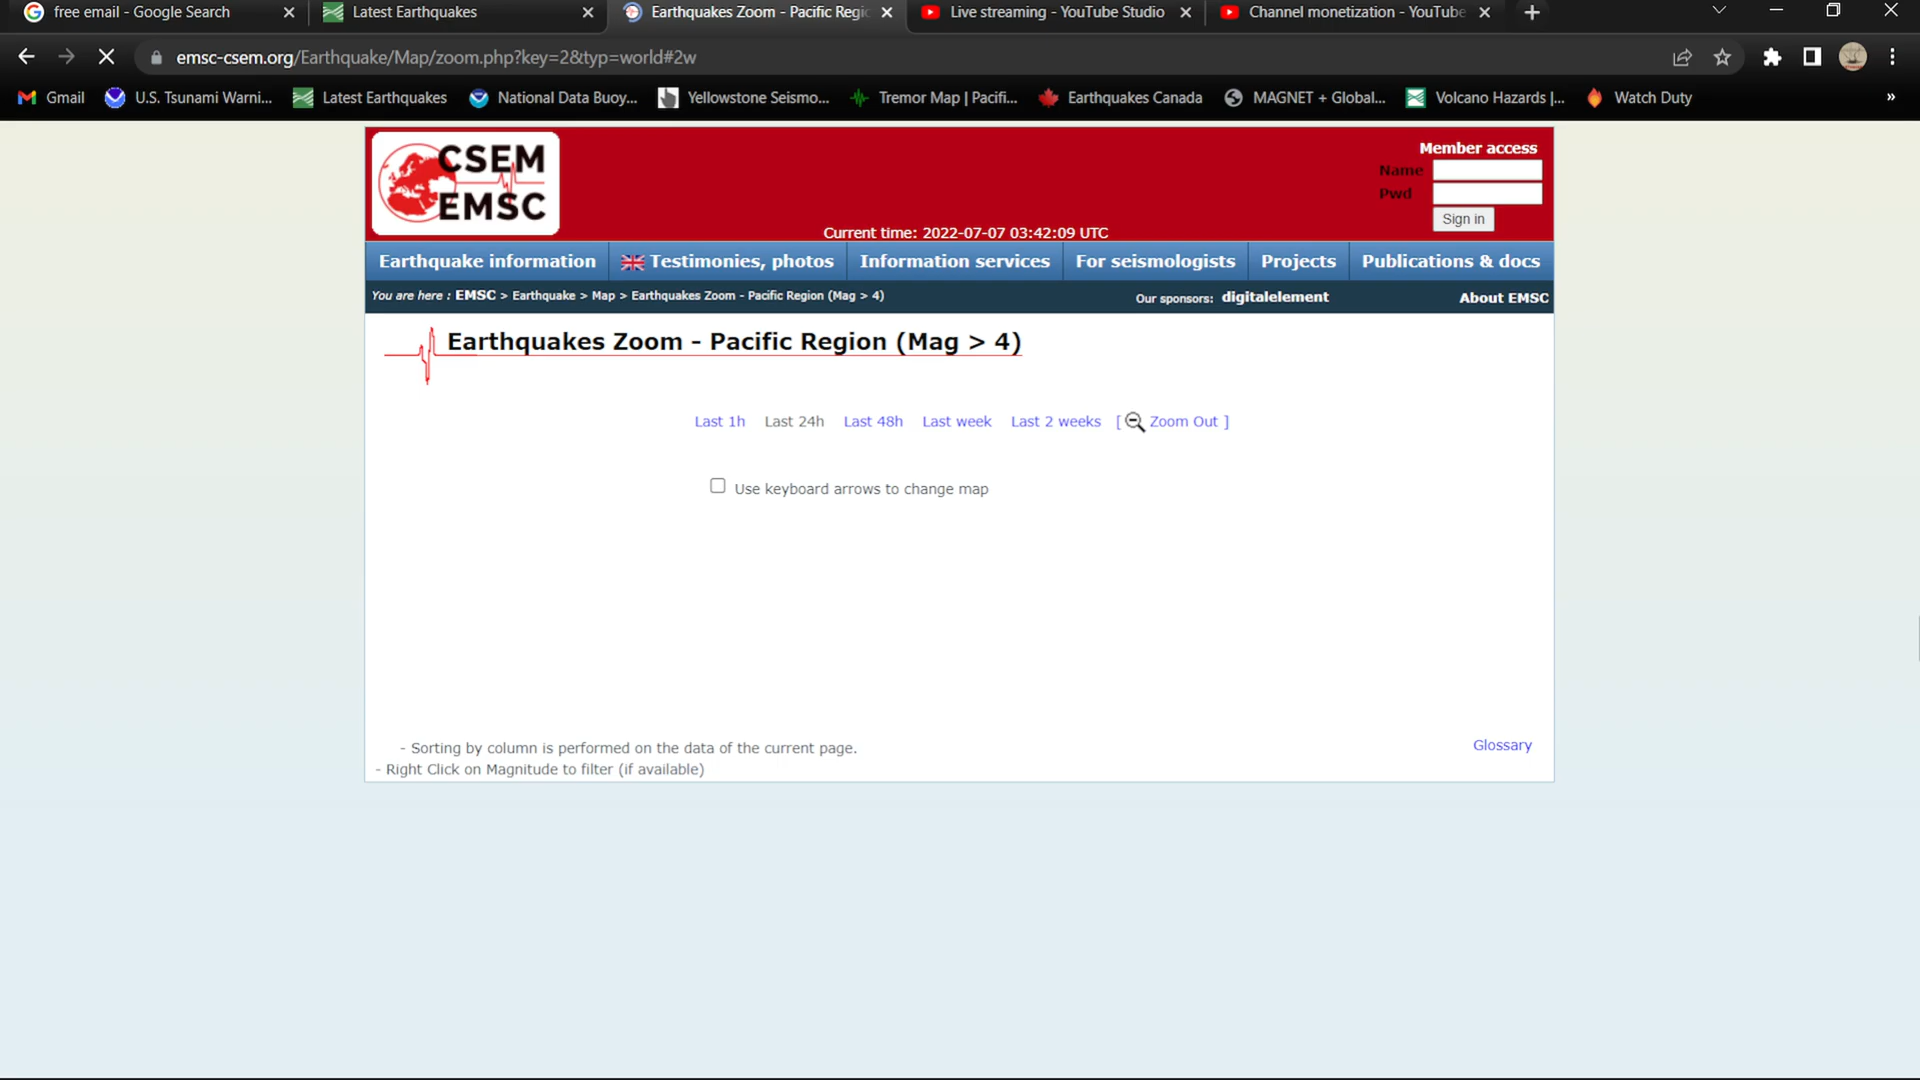 free email - Google Search
Latest Earthquakes
Earthquakes Zoom - Pacific Regi
Live streaming - YouTube Studio
Channel monetization - YouTube
emsc-csem.org/Earthquake/Map/zoom.php?key=2&typ=world#2w
Gmail
U.S. Tsunami Warni...
Latest Earthquakes
National Data Buoy...
Yellowstone Seismo...
Tremor Map | Pacifi...
Earthquakes Canada
MAGNET + Global...
Volcano Hazards |...
Watch Duty
»
CSEM
EMSC
Member access
Name
Pwd
Sign in
Current time: 2022-07-07 03:42:09 UTC
Earthquake information
Testimonies, photos
Information services
For seismologists
Projects
Publications & docs
You are here : EMSC > Earthquake > Map > Earthquakes Zoom - Pacific Region (Mag > 4)
Our sponsors: digitalelement
About EMSC
Earthquakes Zoom - Pacific Region (Mag > 4)
Last 1h Last 24h Last 48h Last week Last 2 weeks [ Zoom Out ]
Use keyboard arrows to change map
- Sorting by column is performed on the data of the current page.
- Right Click on Magnitude to filter (if available)
Glossary